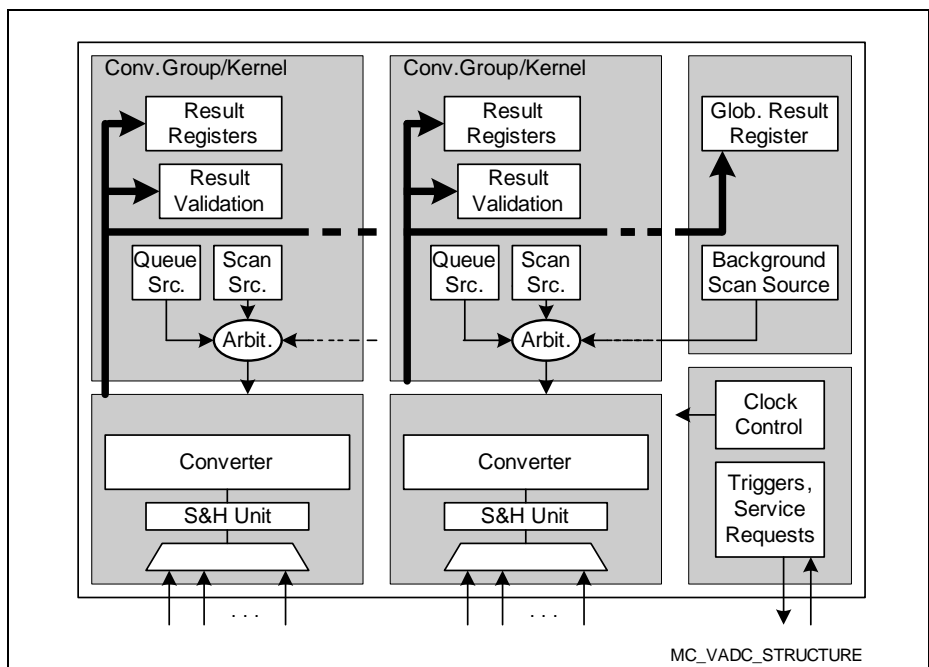 Conv.Group/Kernel
Result
Registers
Result
Validation
Queue
Src.
Scan
Src.
Arbit.
Converter
S&H Unit
. . .
Conv.Group/Kernel
Result
Registers
Result
Validation
Queue
Src.
Scan
Src.
Arbit.
Converter
S&H Unit
. . .
Glob. Result
Register
Background
Scan Source
Clock
Control
Triggers,
Service
Requests
MC_VADC_STRUCTURE